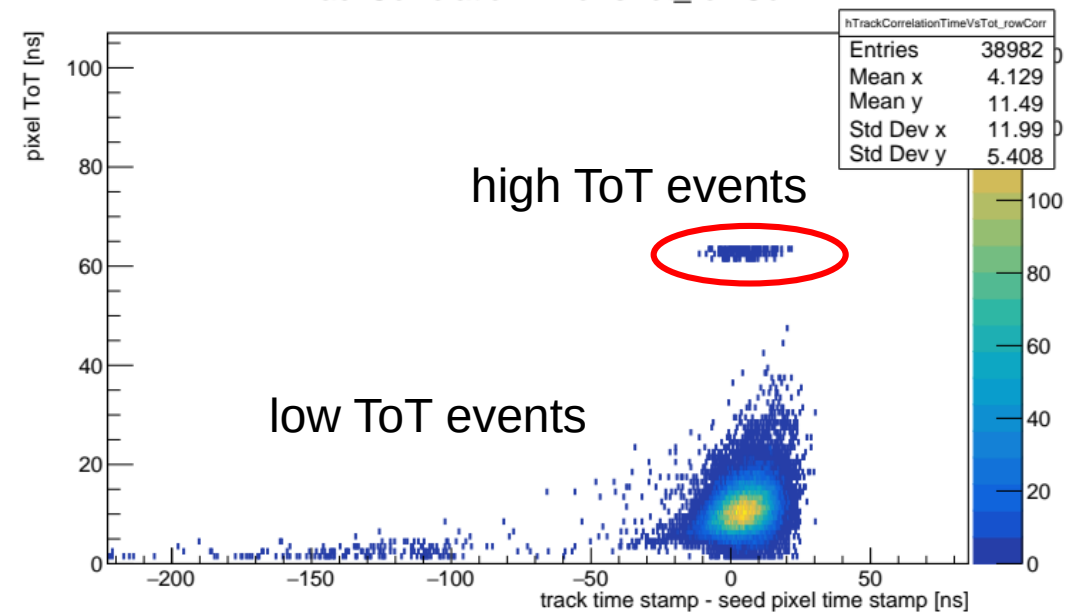 hTrackCorrelationTimeVsTot_rowCorr
Entries 38982
Mean x 4.129
Mean y 11.49
Std Dev x 11.99
Std Dev y 5.408
pixel ToT [ns]
100
80
60
40
20
0
high ToT events
low ToT events
100
80
60
40
20
0
−200 −150 −100 −50 0 50
track time stamp - seed pixel time stamp [ns]